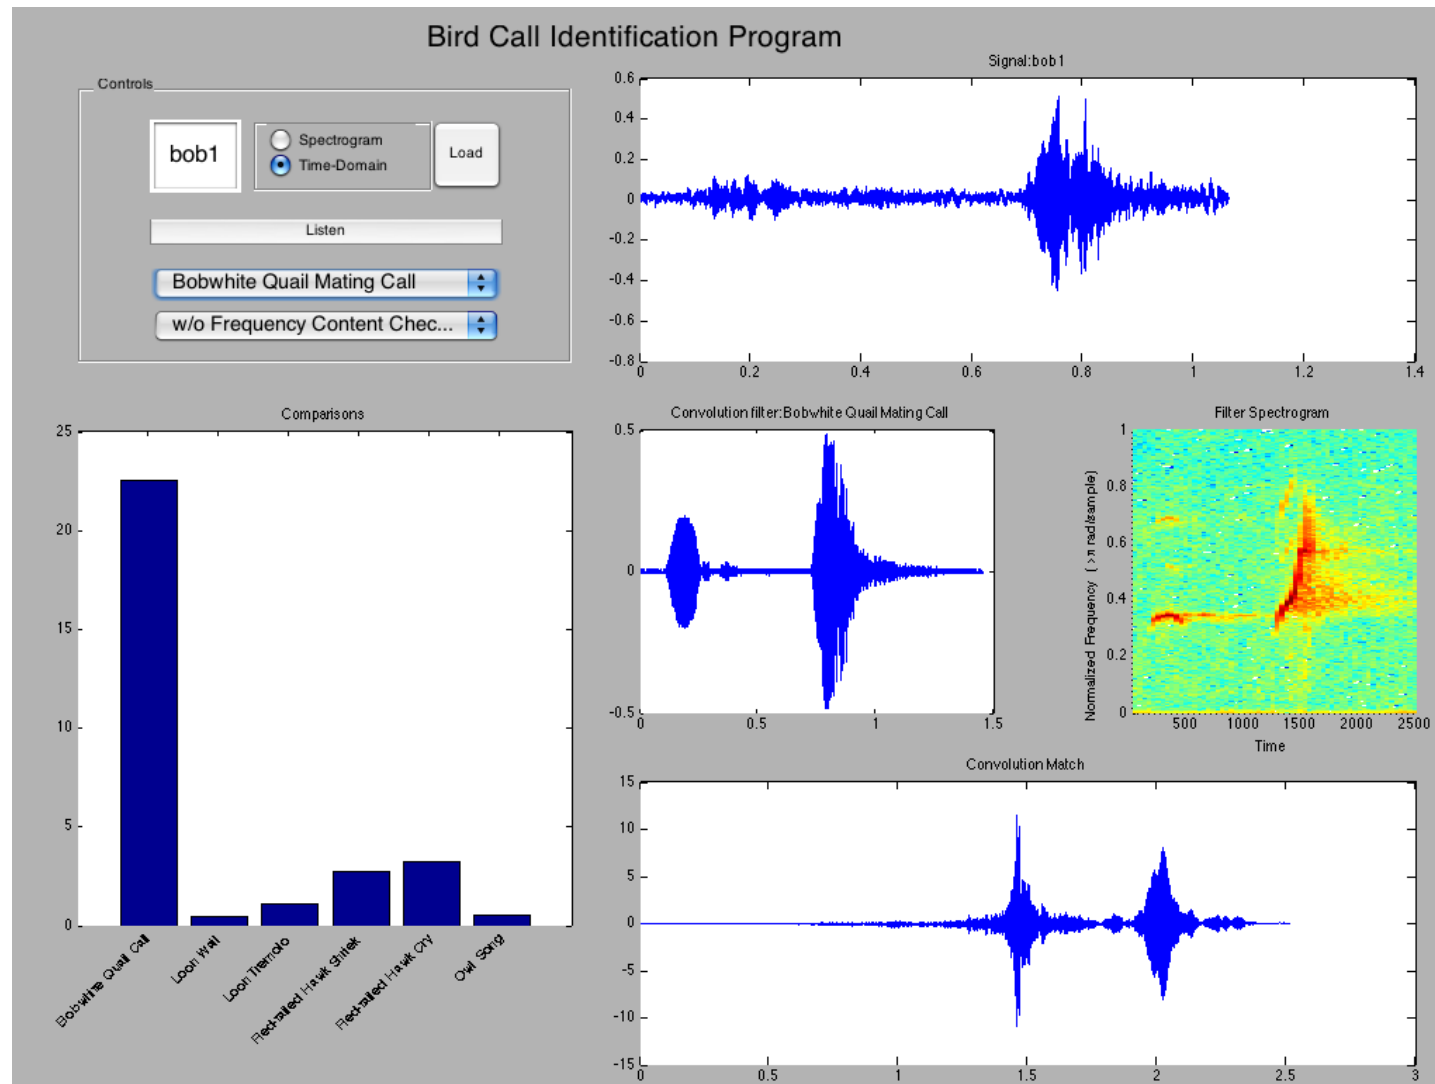 Bird Call Identification Program
Controls
bob1
Spectrogram
Time-Domain
Load
Listen
Bobwhite Quail Mating Call
w/o Frequency Content Chec...
Signal:bob1
0.6
0.4
0.2
0
-0.2
-0.4
-0.6
-0.8
0 0.2 0.4 0.6 0.8 1 1.2 1.4
Comparisons
25
20
15
10
5
0
Bobwhite Quail Call
Loon Wail
Loon Tremolo
Red-tailed Hawk Shriek
Red-tailed Hawk Cry
Owl Song
Convolution filter:Bobwhite Quail Mating Call
0.5
0
-0.5
0 0.5 1 1.5
Filter Spectrogram
Normalized Frequency (×π rad/sample)
1
0.8
0.6
0.4
0.2
0
500 1000 1500 2000 2500
Time
Convolution Match
15
10
5
0
-5
-10
-15
0 0.5 1 1.5 2 2.5 3